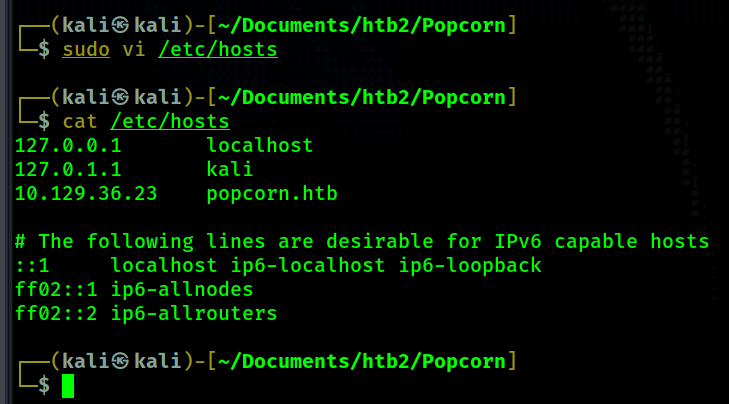 ┌──(kali㉿kali)-[~/Documents/htb2/Popcorn]
└─$ sudo vi /etc/hosts
┌──(kali㉿kali)-[~/Documents/htb2/Popcorn]
└─$ cat /etc/hosts
127.0.0.1       localhost
127.0.1.1       kali
10.129.36.23    popcorn.htb
# The following lines are desirable for IPv6 capable hosts
::1     localhost ip6-localhost ip6-loopback
ff02::1 ip6-allnodes
ff02::2 ip6-allrouters
┌──(kali㉿kali)-[~/Documents/htb2/Popcorn]
└─$